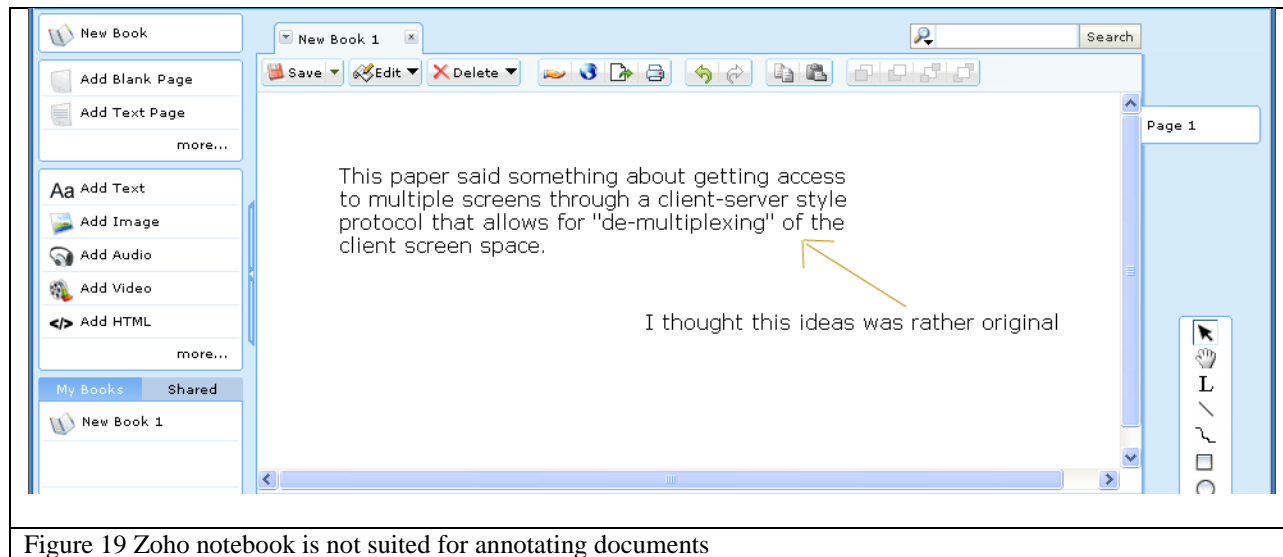 New Book
New Book 1
Search
Save
Edit
Delete
Add Blank Page
Add Text Page
more...
Page 1
This paper said something about getting access
to multiple screens through a client-server style
protocol that allows for "de-multiplexing" of the
client screen space.
I thought this ideas was rather original
Aa Add Text
Add Image
Add Audio
Add Video
</> Add HTML
more...
My Books Shared
New Book 1
L
Figure 19 Zoho notebook is not suited for annotating documents